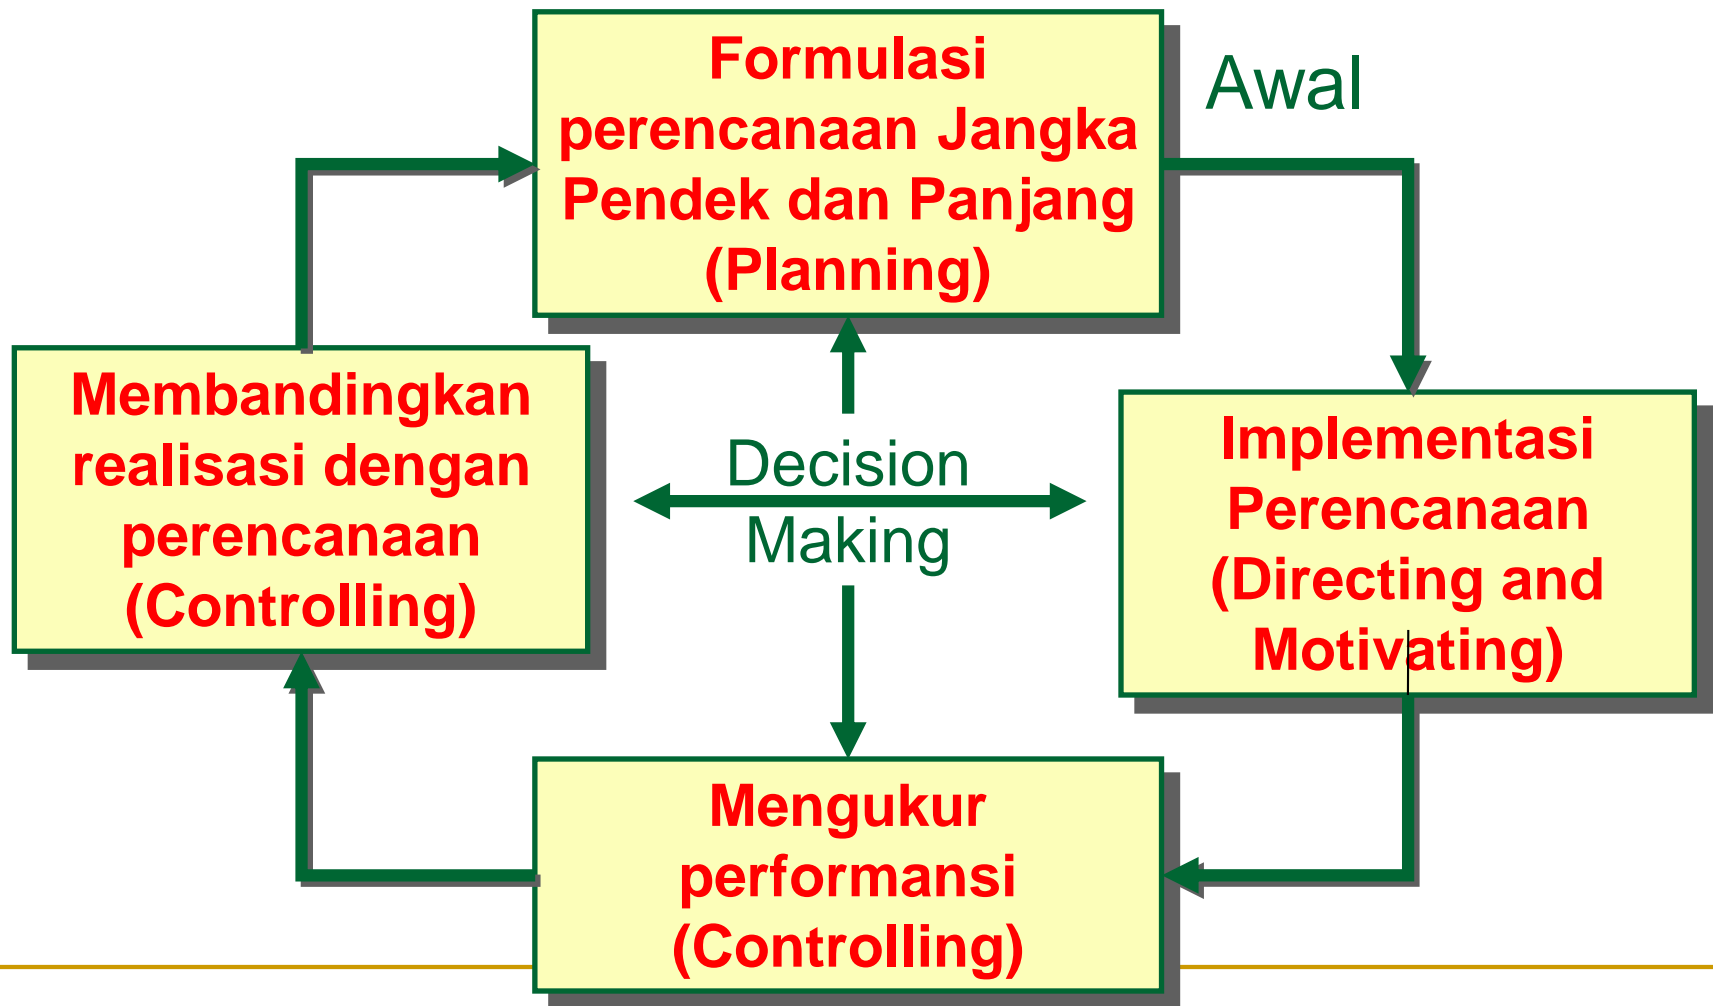 Formulasi
perencanaan Jangka
Pendek dan Panjang
(Planning)
Awal
Membandingkan
realisasi dengan
perencanaan
(Controlling)
Decision
Making
Implementasi
Perencanaan
(Directing and
Motivating)
Mengukur
performansi
(Controlling)